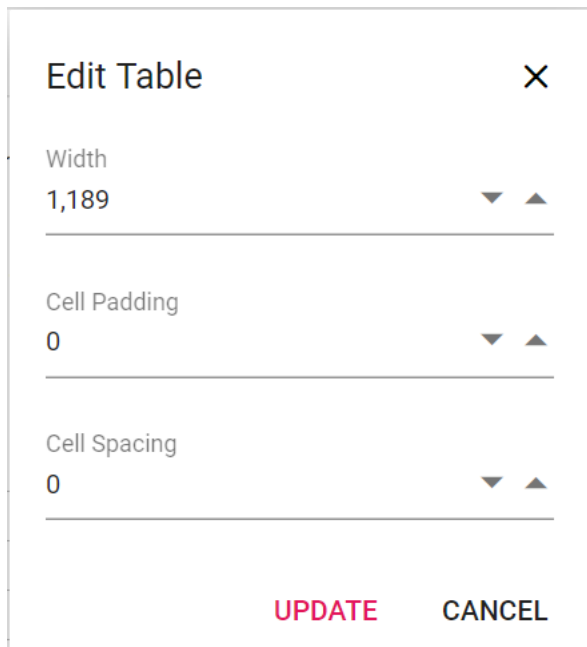 Edit Table
Width
1,189
Cell Padding
0
Cell Spacing
0
UPDATE CANCEL